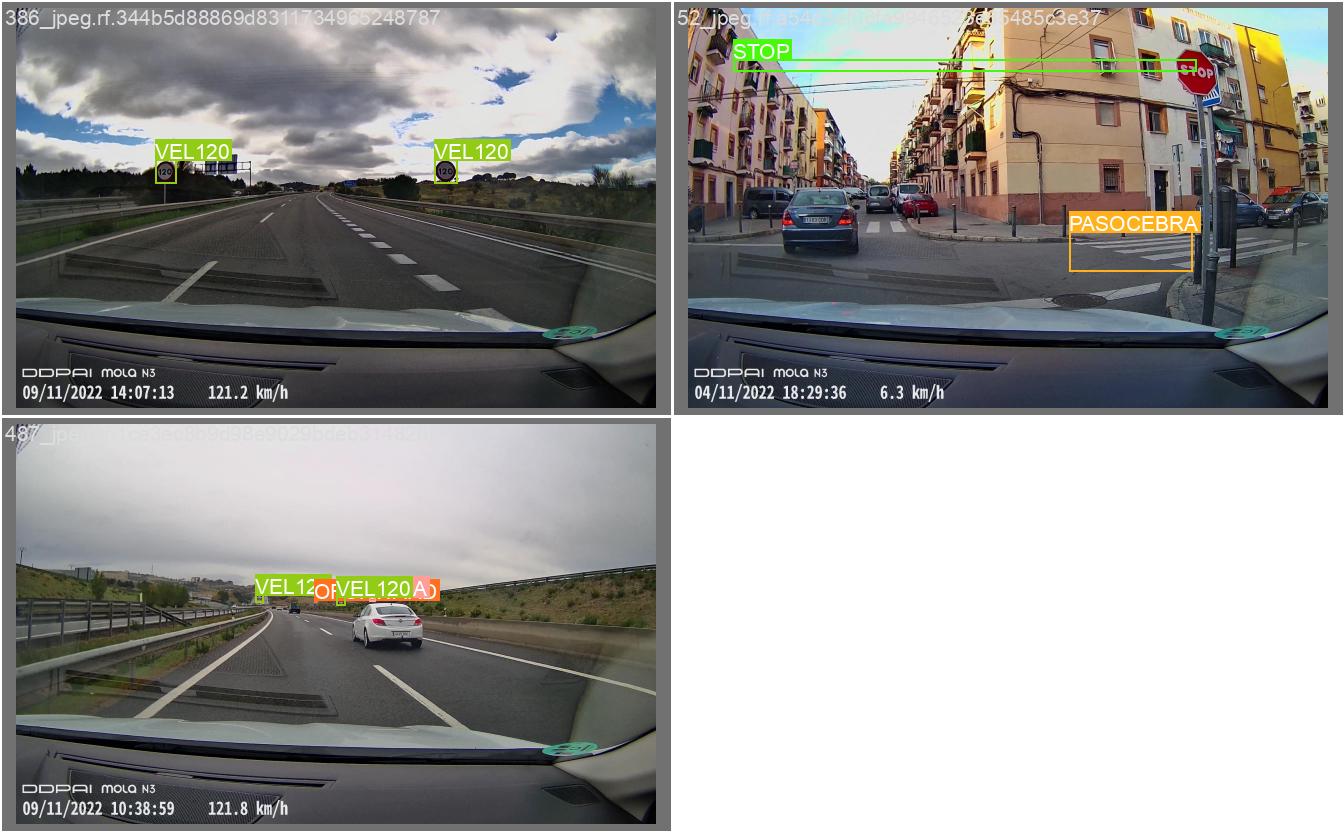 386_jpeg.rf.344b5d88869d8311734965248787
VEL120
VEL120
120
120
DDPAI mola N3
09/11/2022 14:07:13 121.2 km/h
STOP
STOP
PASOCEBRA
DDPAI mola N3
04/11/2022 18:29:36 6.3 km/h
VEL120
DDPAI mola N3
09/11/2022 10:38:59 121.8 km/h